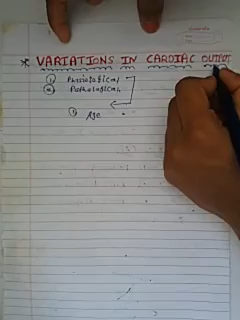 * VARIATIONS IN CARDIAC OUTPUT
① Physiological
② Pathological
① Age